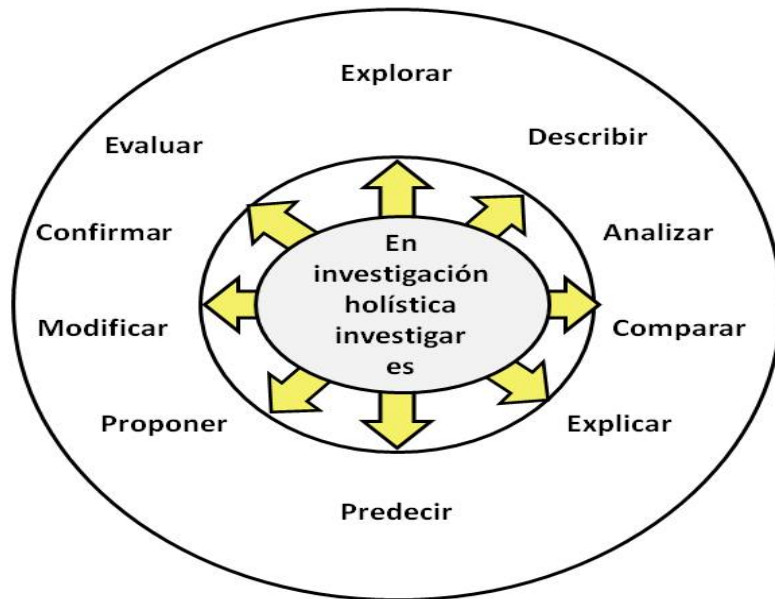 Explorar
Describir
Analizar
Comparar
Explicar
Predecir
Proponer
Modificar
Confirmar
Evaluar
En
investigación
holística
investigar
es